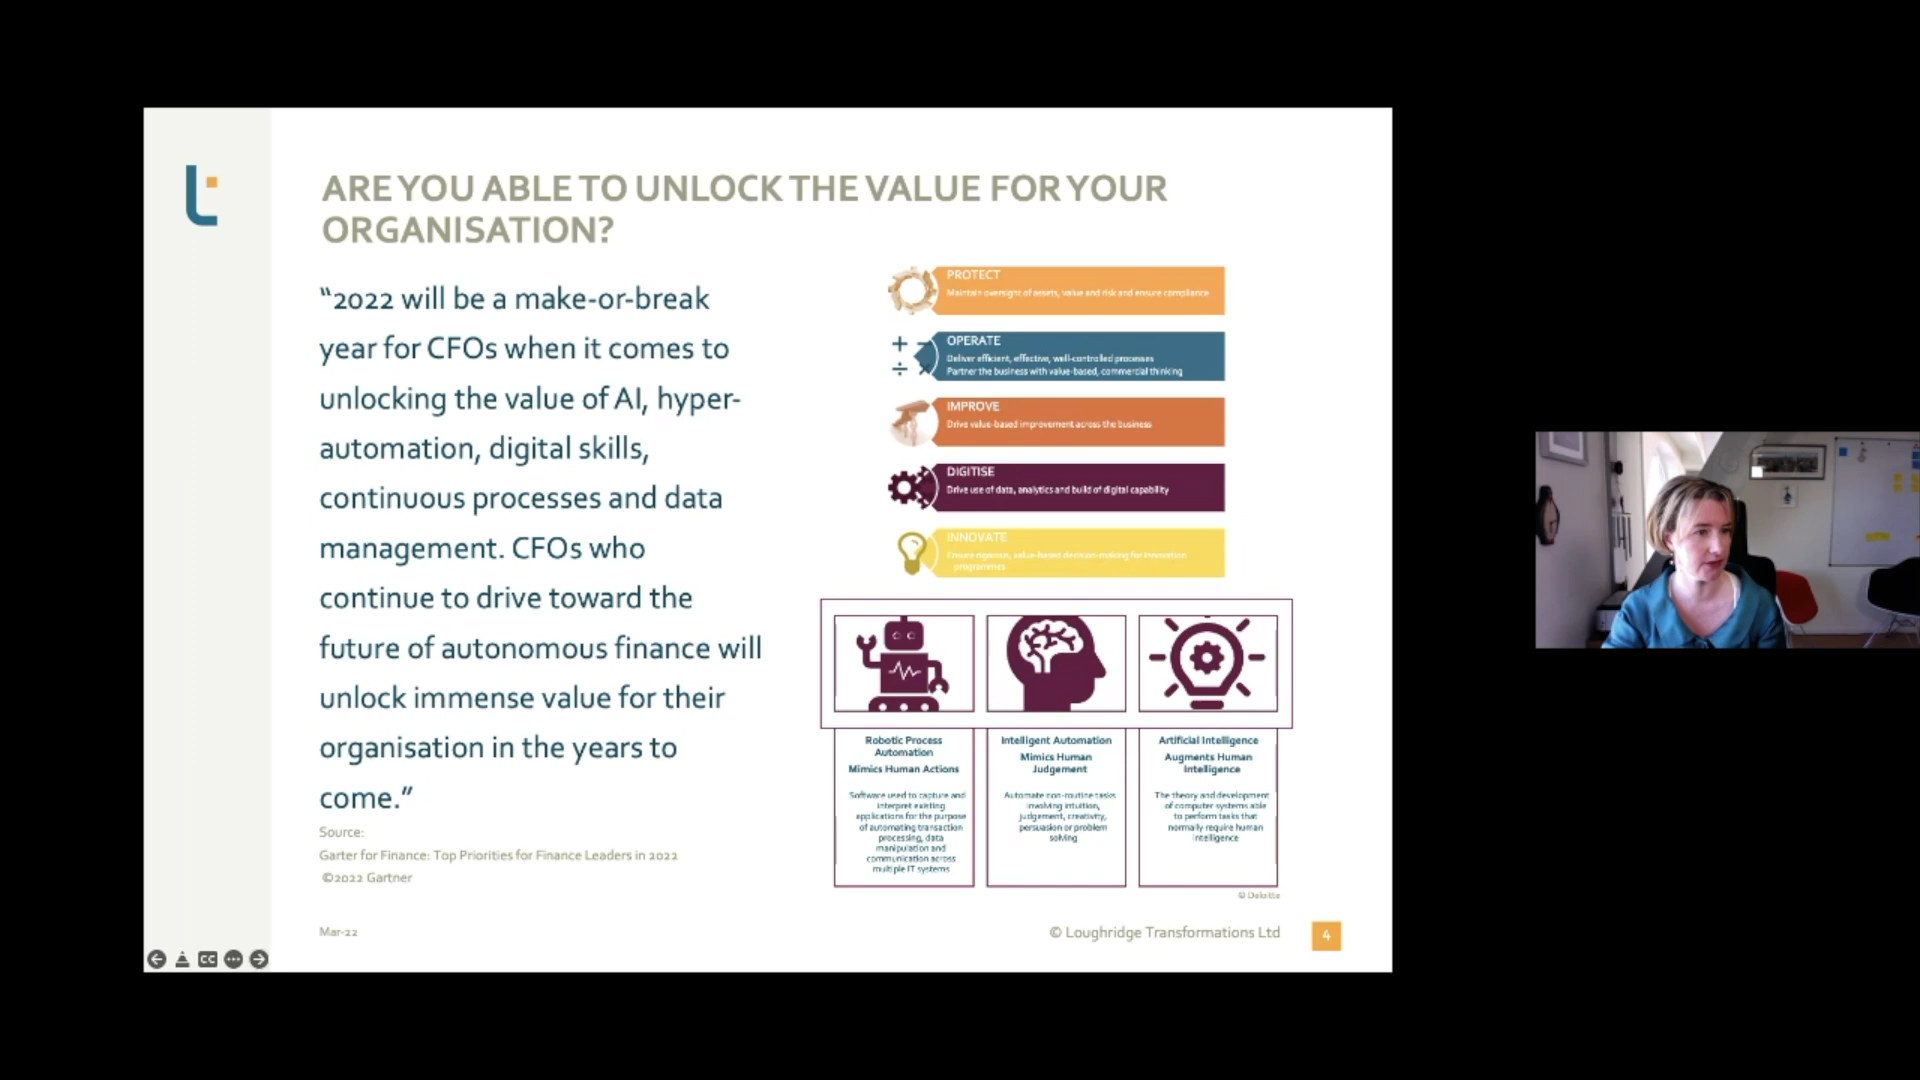 ARE YOU ABLE TO UNLOCK THE VALUE FOR YOUR
ORGANISATION?
“2022 will be a make-or-break
year for CFOs when it comes to
unlocking the value of AI, hyper-
automation, digital skills,
continuous processes and data
management. CFOs who
continue to drive toward the
future of autonomous finance will
unlock immense value for their
organisation in the years to
come.”
Source:
Garter for Finance: Top Priorities for Finance Leaders in 2022
©2022 Gartner
PROTECT
Maintain oversight of assets, value and risk and ensure compliance
OPERATE
Deliver efficient, effective, well-controlled processes
Partner the business with value-based, commercial thinking
IMPROVE
Drive value-based improvement across the business
DIGITISE
Drive use of data, analytics and build of digital capability
INNOVATE
Ensure rigorous, value-based decision-making for innovation
programmes
Robotic Process
Automation
Mimics Human Actions
Software used to capture and
interpret existing
applications for the purpose
of automating transaction
processing, data
manipulation and
communication across
multiple IT systems
Intelligent Automation
Mimics Human
Judgement
Automate non-routine tasks
involving intuition,
judgement, creativity,
persuasion or problem
solving
Artificial Intelligence
Augments Human
Intelligence
The theory and development
of computer systems able
to perform tasks that
normally require human
intelligence
© Deloitte
Mar-22
© Loughridge Transformations Ltd
4
CC